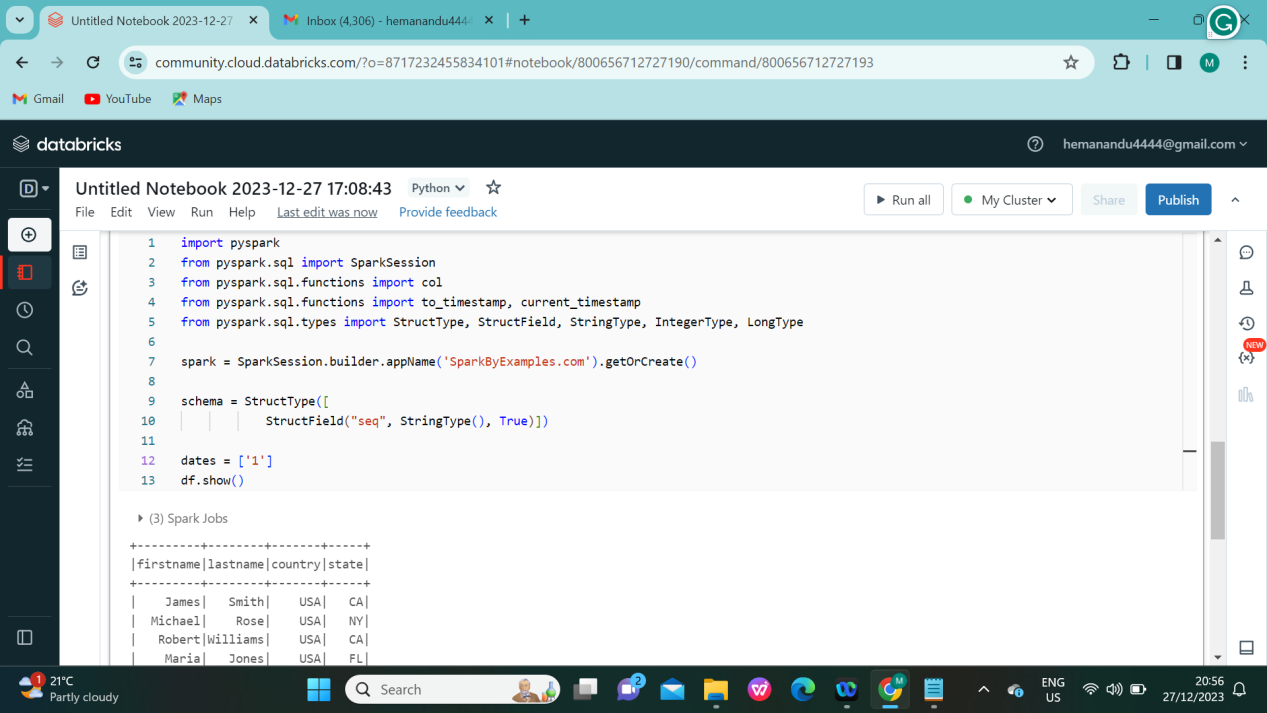 Untitled Notebook 2023-12-27
Inbox (4,306) - hemanandu4444
community.cloud.databricks.com/?o=8717232455834101#notebook/800656712727190/command/800656712727193
M
Gmail
YouTube
Maps
databricks
hemanandu4444@gmail.com
D
Untitled Notebook 2023-12-27 17:08:43
Python
File Edit View Run Help Last edit was now Provide feedback
Run all
My Cluster
Share
Publish
NEW
1 import pyspark
2 from pyspark.sql import SparkSession
3 from pyspark.sql.functions import col
4 from pyspark.sql.functions import to_timestamp, current_timestamp
5 from pyspark.sql.types import StructType, StructField, StringType, IntegerType, LongType
6
7 spark = SparkSession.builder.appName('SparkByExamples.com').getOrCreate()
8
9 schema = StructType([
10 StructField("seq", StringType(), True)])
11
12 dates = ['1']
13 df.show()
(3) Spark Jobs
+---------+--------+-------+-----+
|firstname|lastname|country|state|
+---------+--------+-------+-----+
|    James|   Smith|    USA|   CA|
|  Michael|    Rose|    USA|   NY|
|   Robert|Williams|    USA|   CA|
|    Maria|   Jones|    USA|   FL|
1
21°C
Partly cloudy
Search
2
M
ENG
US
20:56
27/12/2023